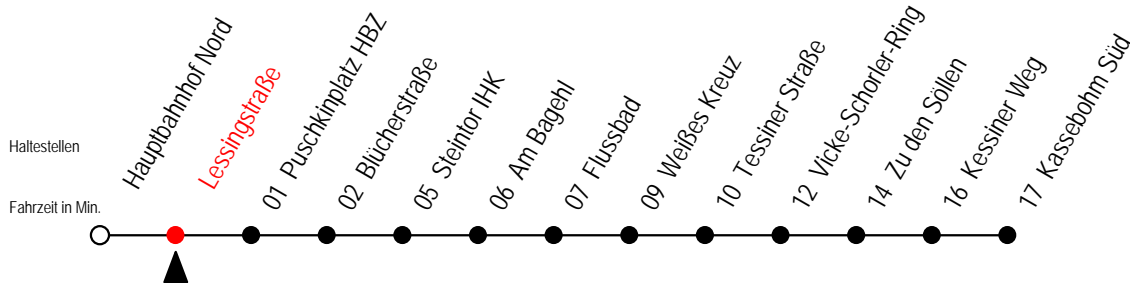 Haltestellen
Fahrzeit in Min.
Hauptbahnhof Nord
Lessingstraße
01 Puschkinplatz HBZ
02 Blücherstraße
05 Steintor IHK
06 Am Bagehl
07 Flussbad
09 Weißes Kreuz
10 Tessiner Straße
12 Vicke-Schorler-Ring
14 Zu den Söllen
16 Kessiner Weg
17 Kassebohm Süd